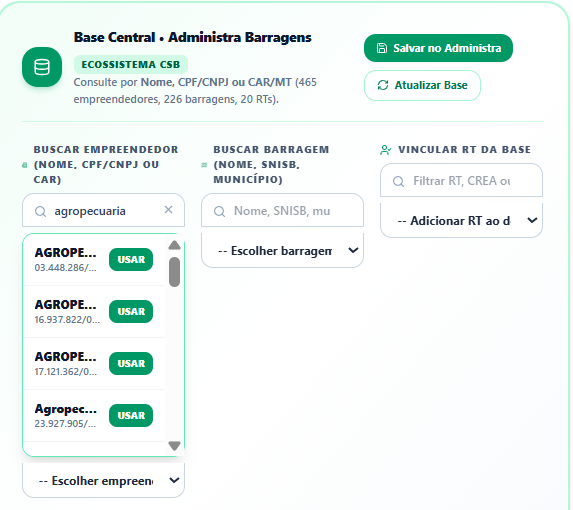 Base Central • Administra Barragens
ECOSSISTEMA CSB
Consulte por Nome, CPF/CNPJ ou CAR/MT (465
empreendedores, 226 barragens, 20 RTs).
Salvar no Administra
Atualizar Base
BUSCAR EMPREENDEDOR
(NOME, CPF/CNPJ OU
CAR)
agropecuaria
AGROPE...
03.448.286/...
USAR
AGROPE...
16.937.822/0...
USAR
AGROPE...
17.121.362/0...
USAR
Agropec...
23.927.905/...
USAR
-- Escolher empreen
BUSCAR BARRAGEM
(NOME, SNISB,
MUNICÍPIO)
Nome, SNISB, mu
-- Escolher barragem
VINCULAR RT DA BASE
Filtrar RT, CREA ou
-- Adicionar RT ao d